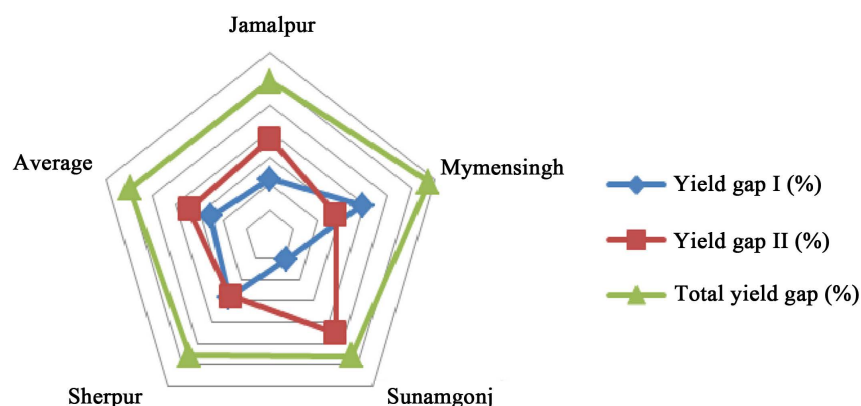 Jamalpur
Average
Mymensingh
Yield gap I (%)
Yield gap II (%)
Total yield gap (%)
Sherpur
Sunamgonj